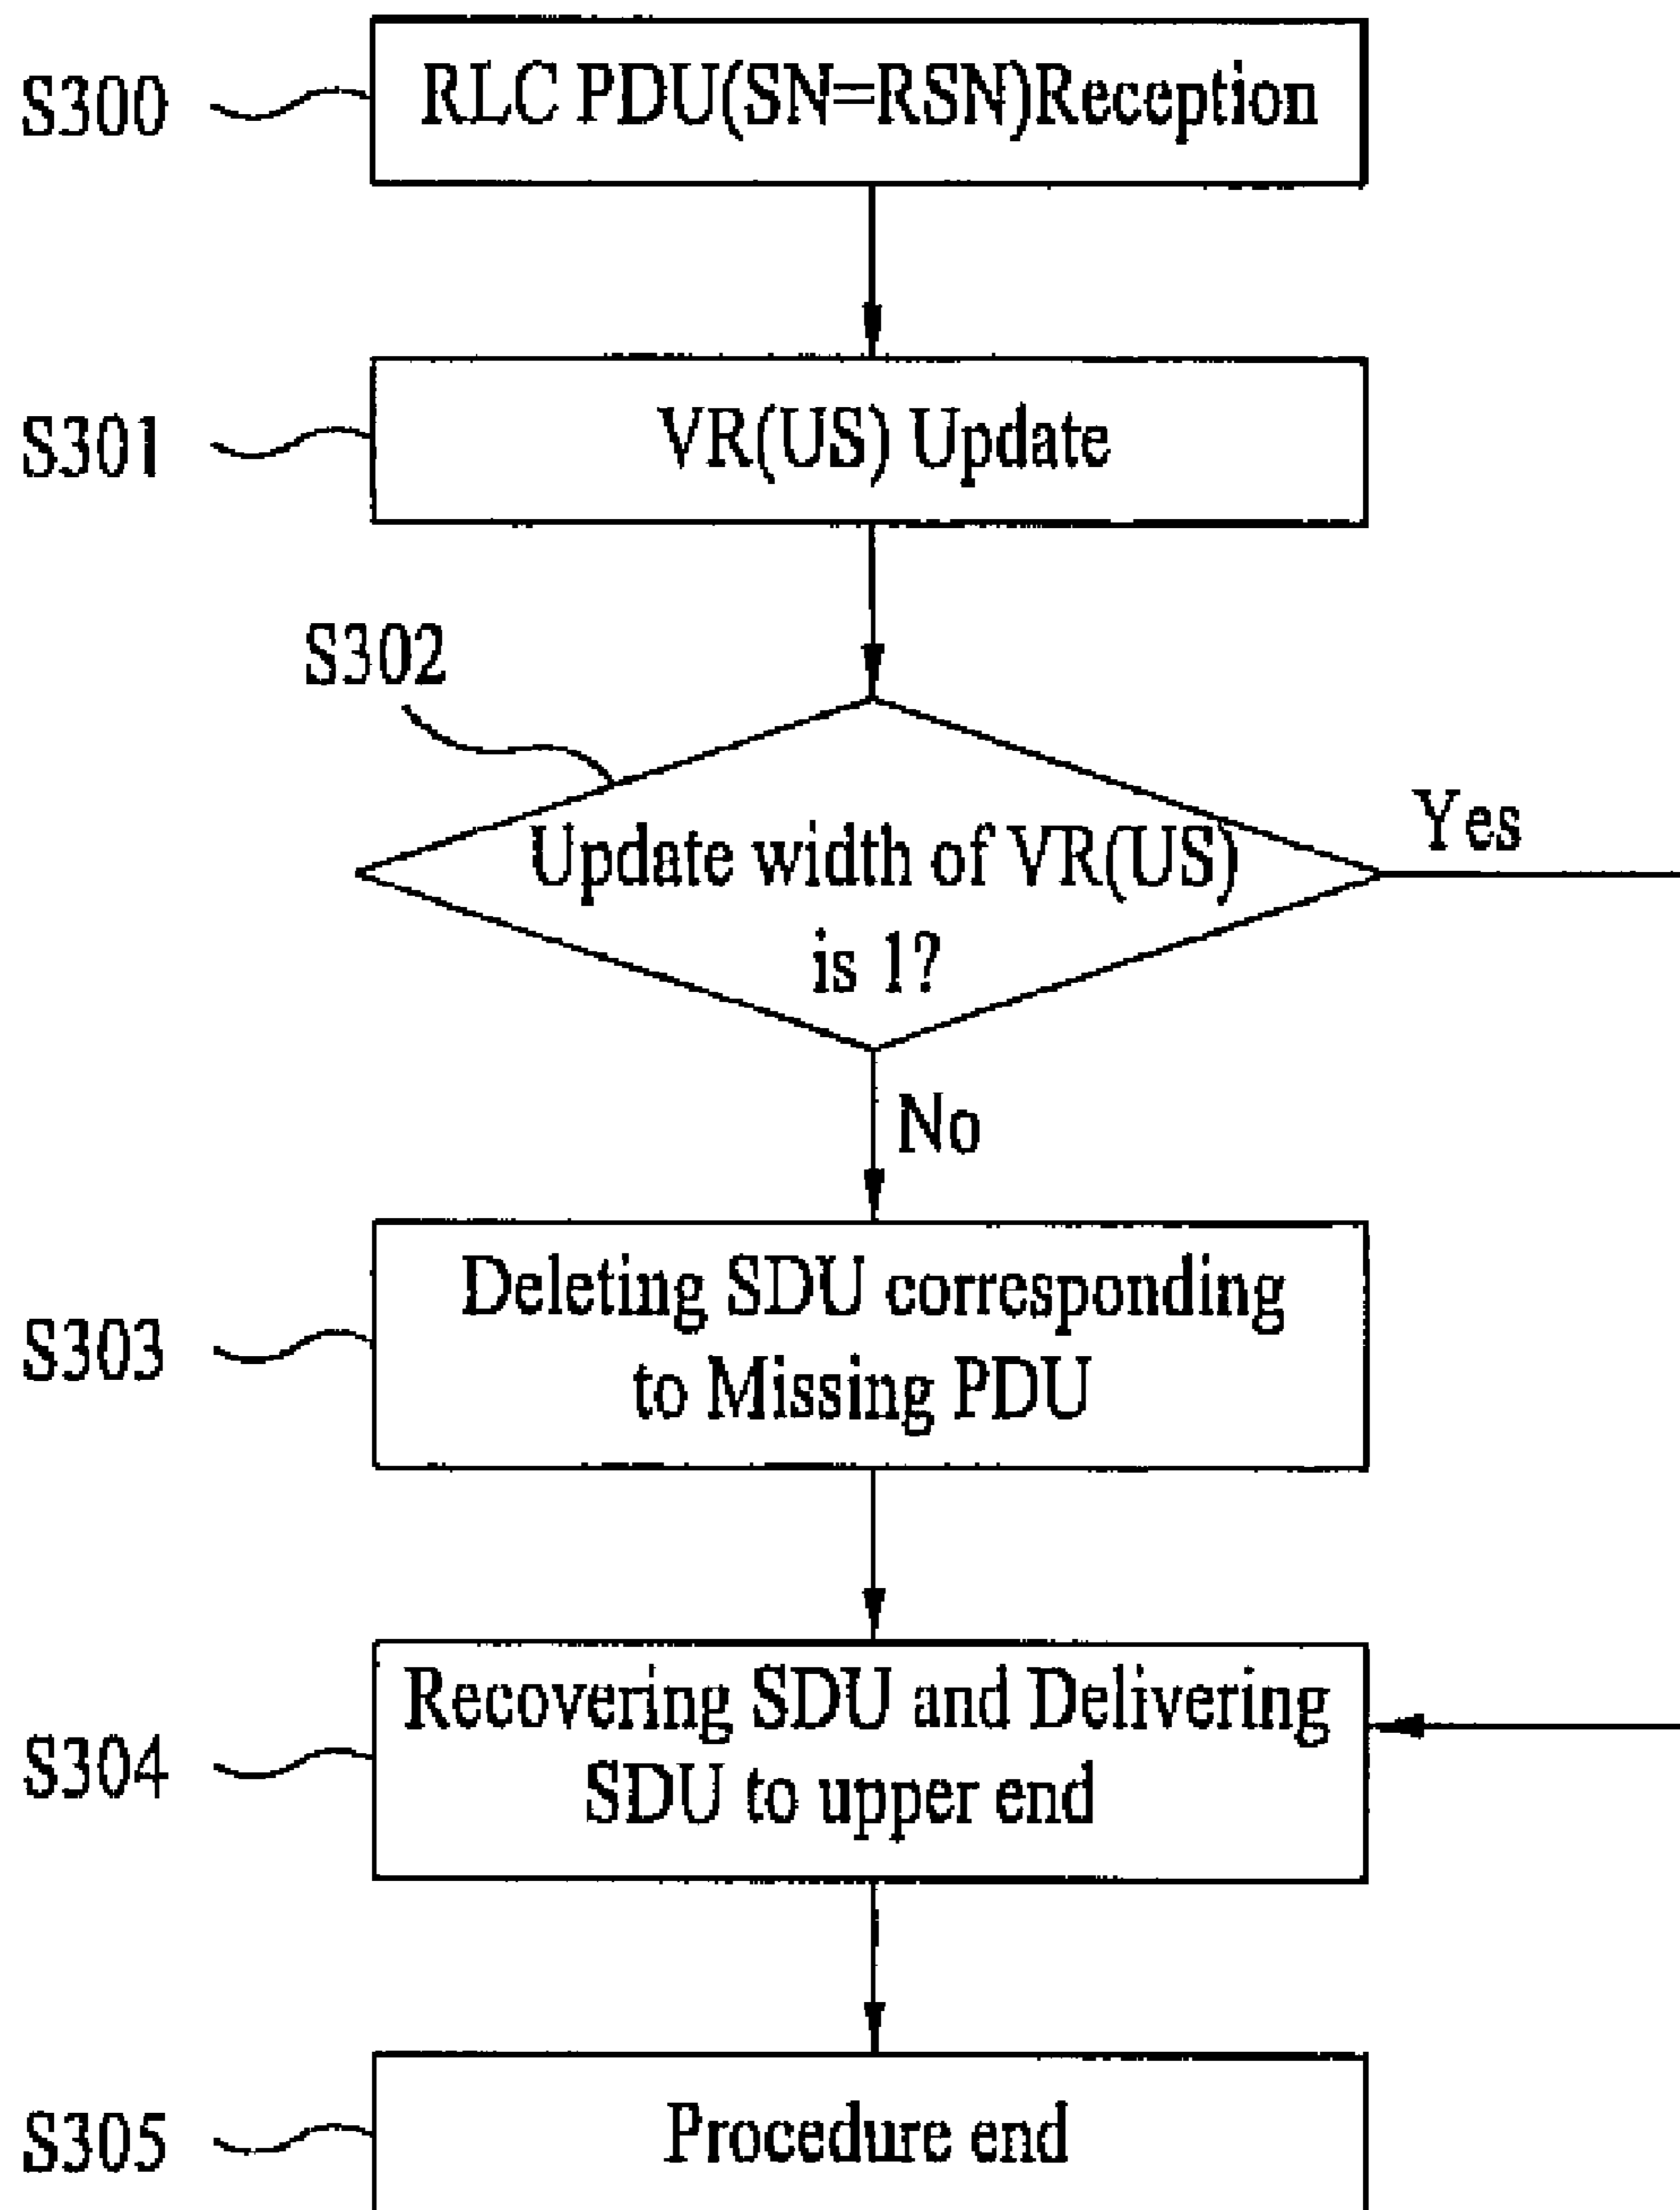 S300
RLC PDU(SN=RSN)Reception
S301
VR(US) Update
S302
Update width of VR(US)
is 1?
Yes
No
S303
Deleting SDU corresponding
to Missing PDU
S304
Recovering SDU and Delivering
SDU to upper end
S305
Procedure end